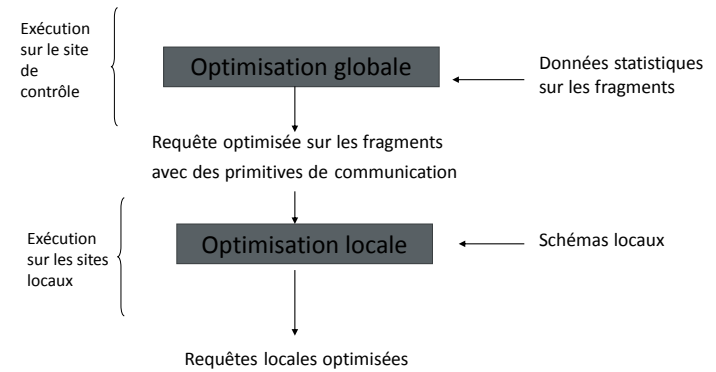 Exécution
sur le site
de
contrôle
Optimisation globale
Données statistiques
sur les fragments
Requête optimisée sur les fragments
avec des primitives de communication
Exécution
sur les sites
locaux
Optimisation locale
Schémas locaux
Requêtes locales optimisées